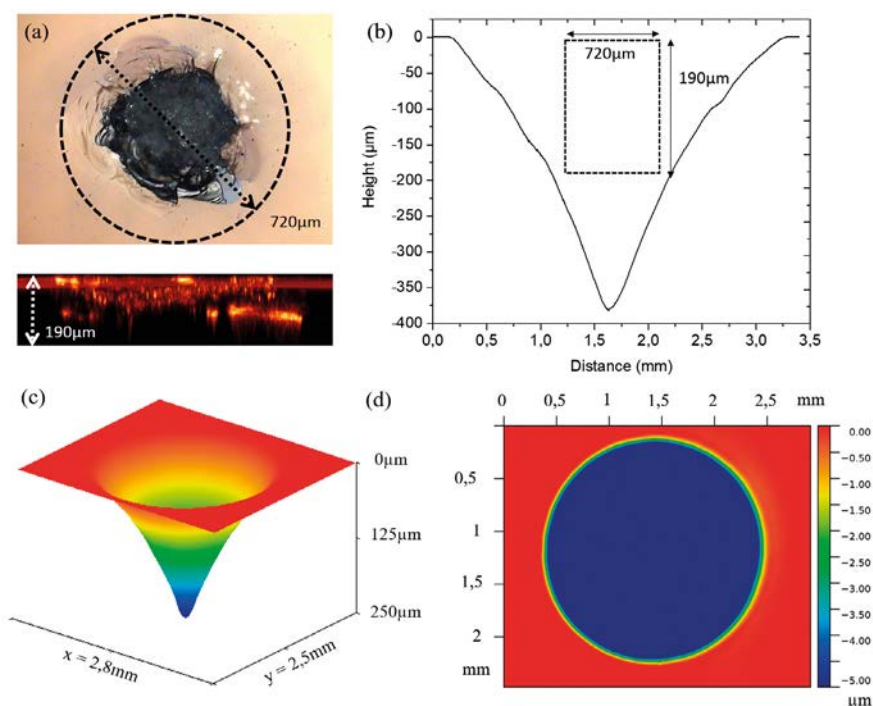 (a)
720µm
190µm
(b)
0
-50
-100
-150
-200
-250
-300
-350
-400
Height (µm)
720µm
190µm
0,0 0,5 1,0 1,5 2,0 2,5 3,0 3,5
Distance (mm)
(c)
0µm
125µm
250µm
x = 2,8mm
y = 2,5mm
(d)
0 0,5 1 1,5 2 2,5 mm
0,5
1
1,5
2
mm
0.00
-0.50
-1.00
-1.50
-2.00
-2.50
-3.00
-3.50
-4.00
-4.50
-5.00
µm